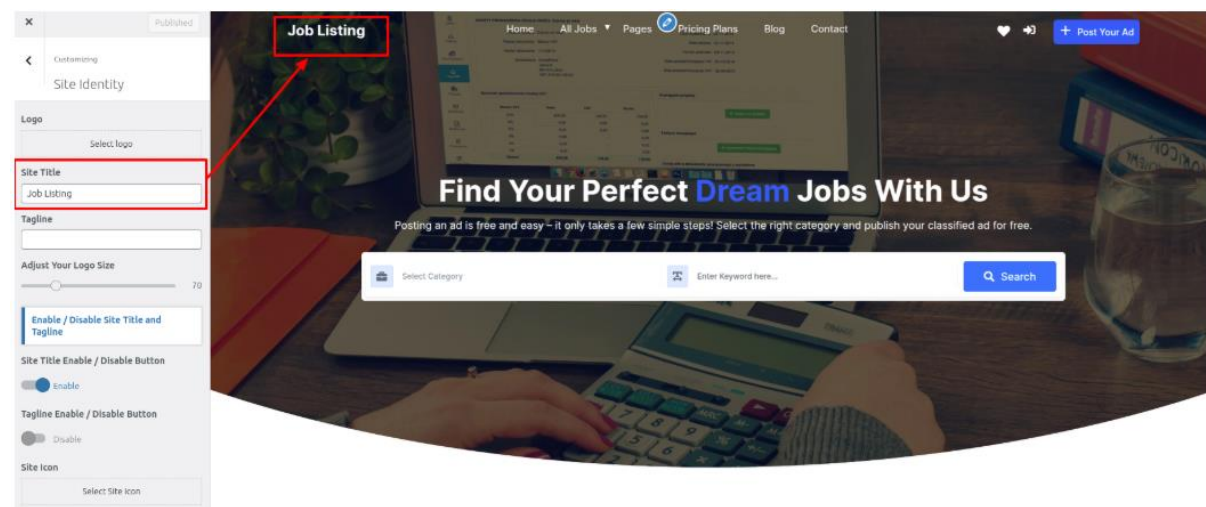 Published
Customizing
Site Identity
Logo
Select logo
Site Title
Job Listing
Tagline
Adjust Your Logo Size
70
Enable / Disable Site Title and
Tagline
Site Title Enable / Disable Button
Enable
Tagline Enable / Disable Button
Disable
Site Icon
Select Site Icon
Job Listing
Home
All Jobs
Pages
Pricing Plans
Blog
Contact
+ Post Your Ad
Find Your Perfect Dream Jobs With Us
Posting an ad is free and easy – it only takes a few simple steps! Select the right category and publish your classified ad for free.
Select Category
Enter Keyword here...
Search